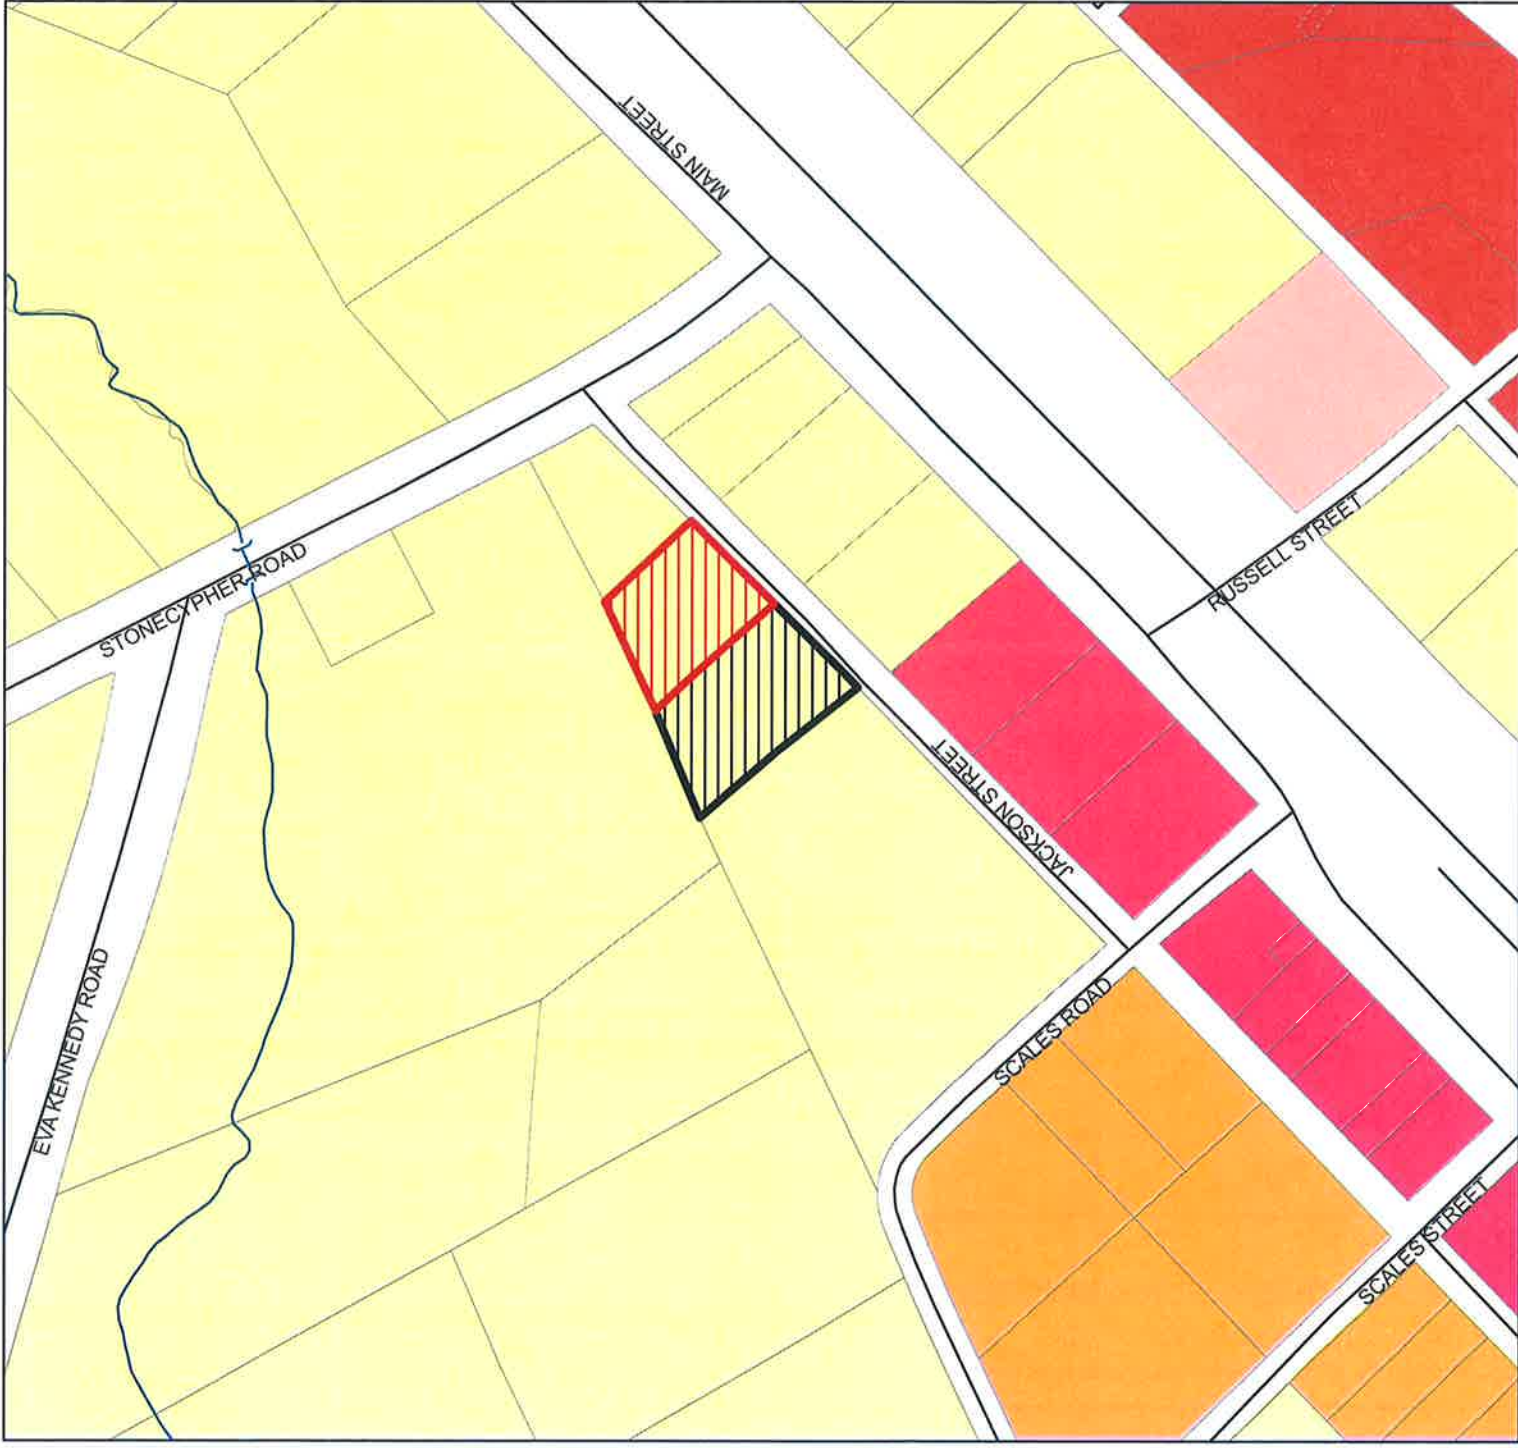 MAIN STREET
RUSSELL STREET
STONECYPHER ROAD
JACKSON STREET
EVA KENNEDY ROAD
SCALES ROAD
SCALES STREET